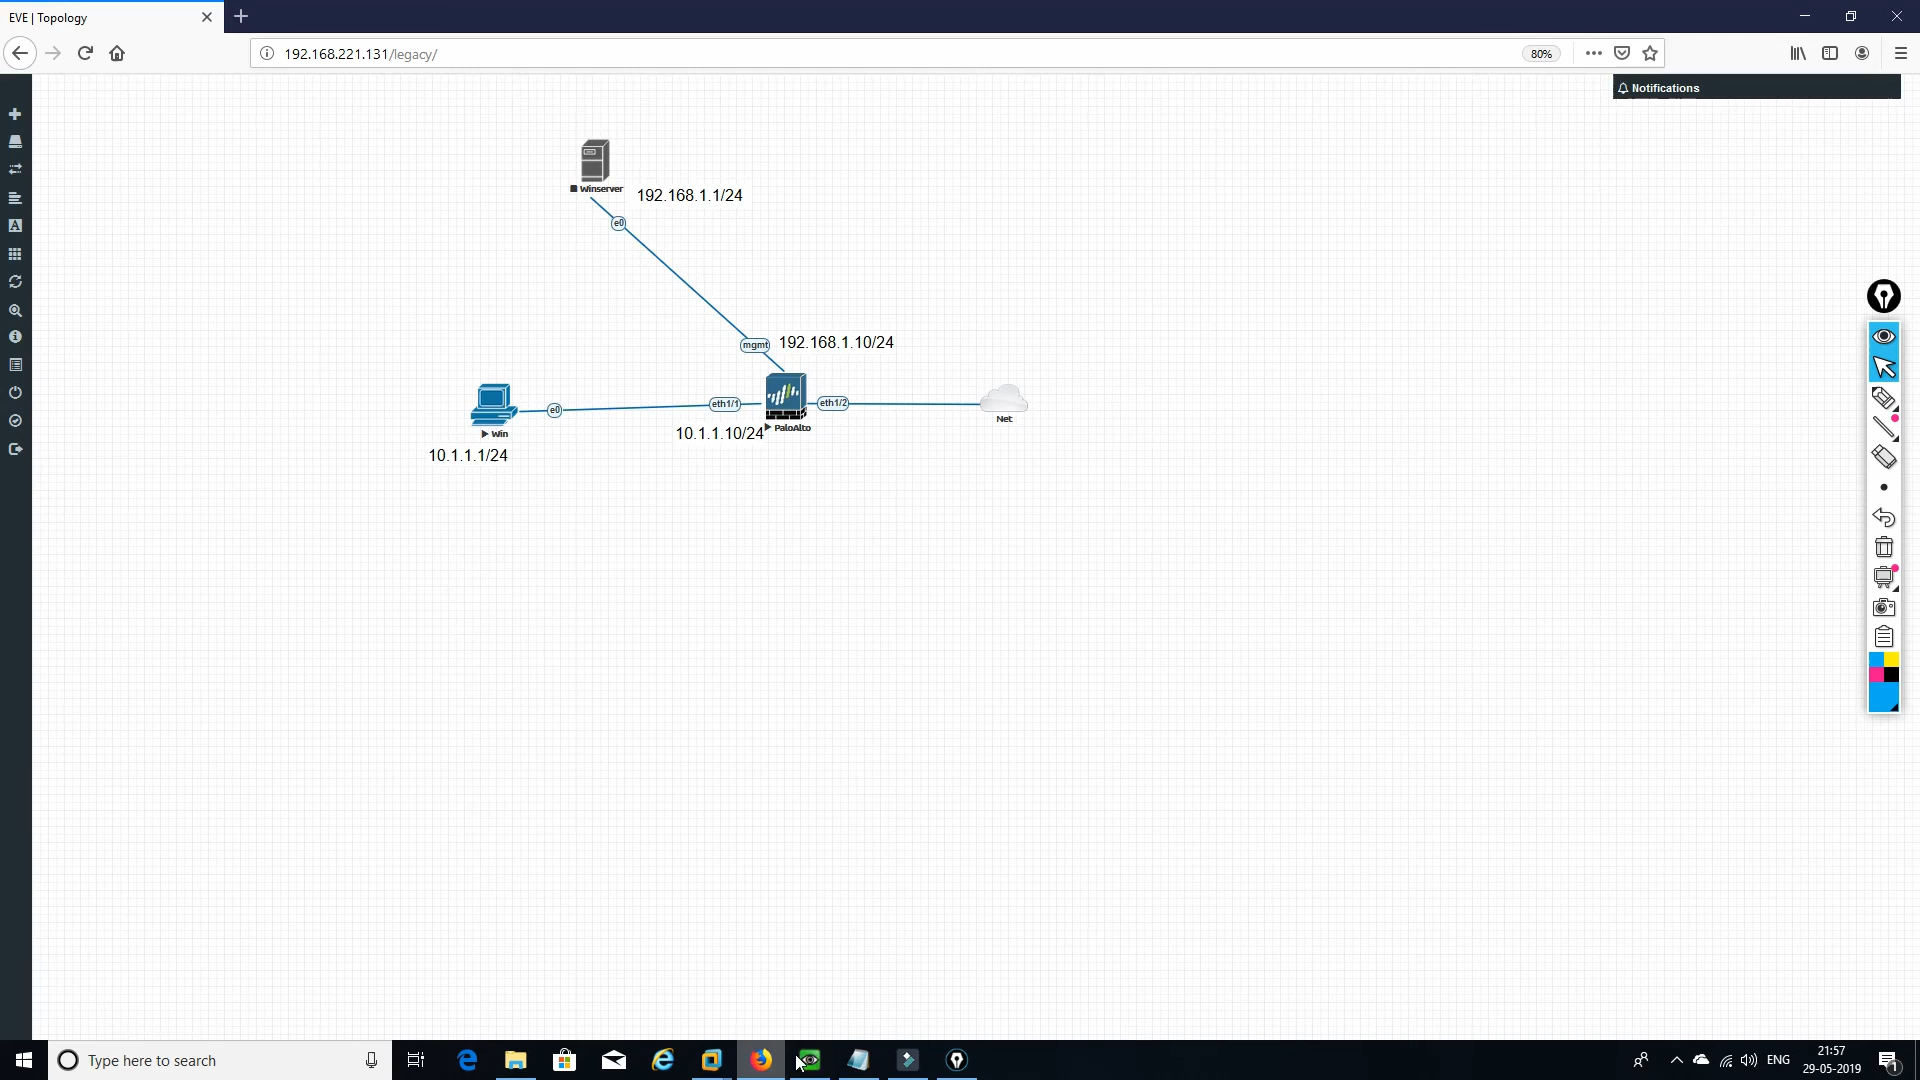 EVE | Topology
192.168.221.131/legacy/
80%
Notifications
Winserver
192.168.1.1/24
e0
mgmt
192.168.1.10/24
e0
eth1/1
eth1/2
Win
10.1.1.10/24
PaloAlto
Net
10.1.1.1/24
Type here to search
ENG
21:57
29-05-2019
1